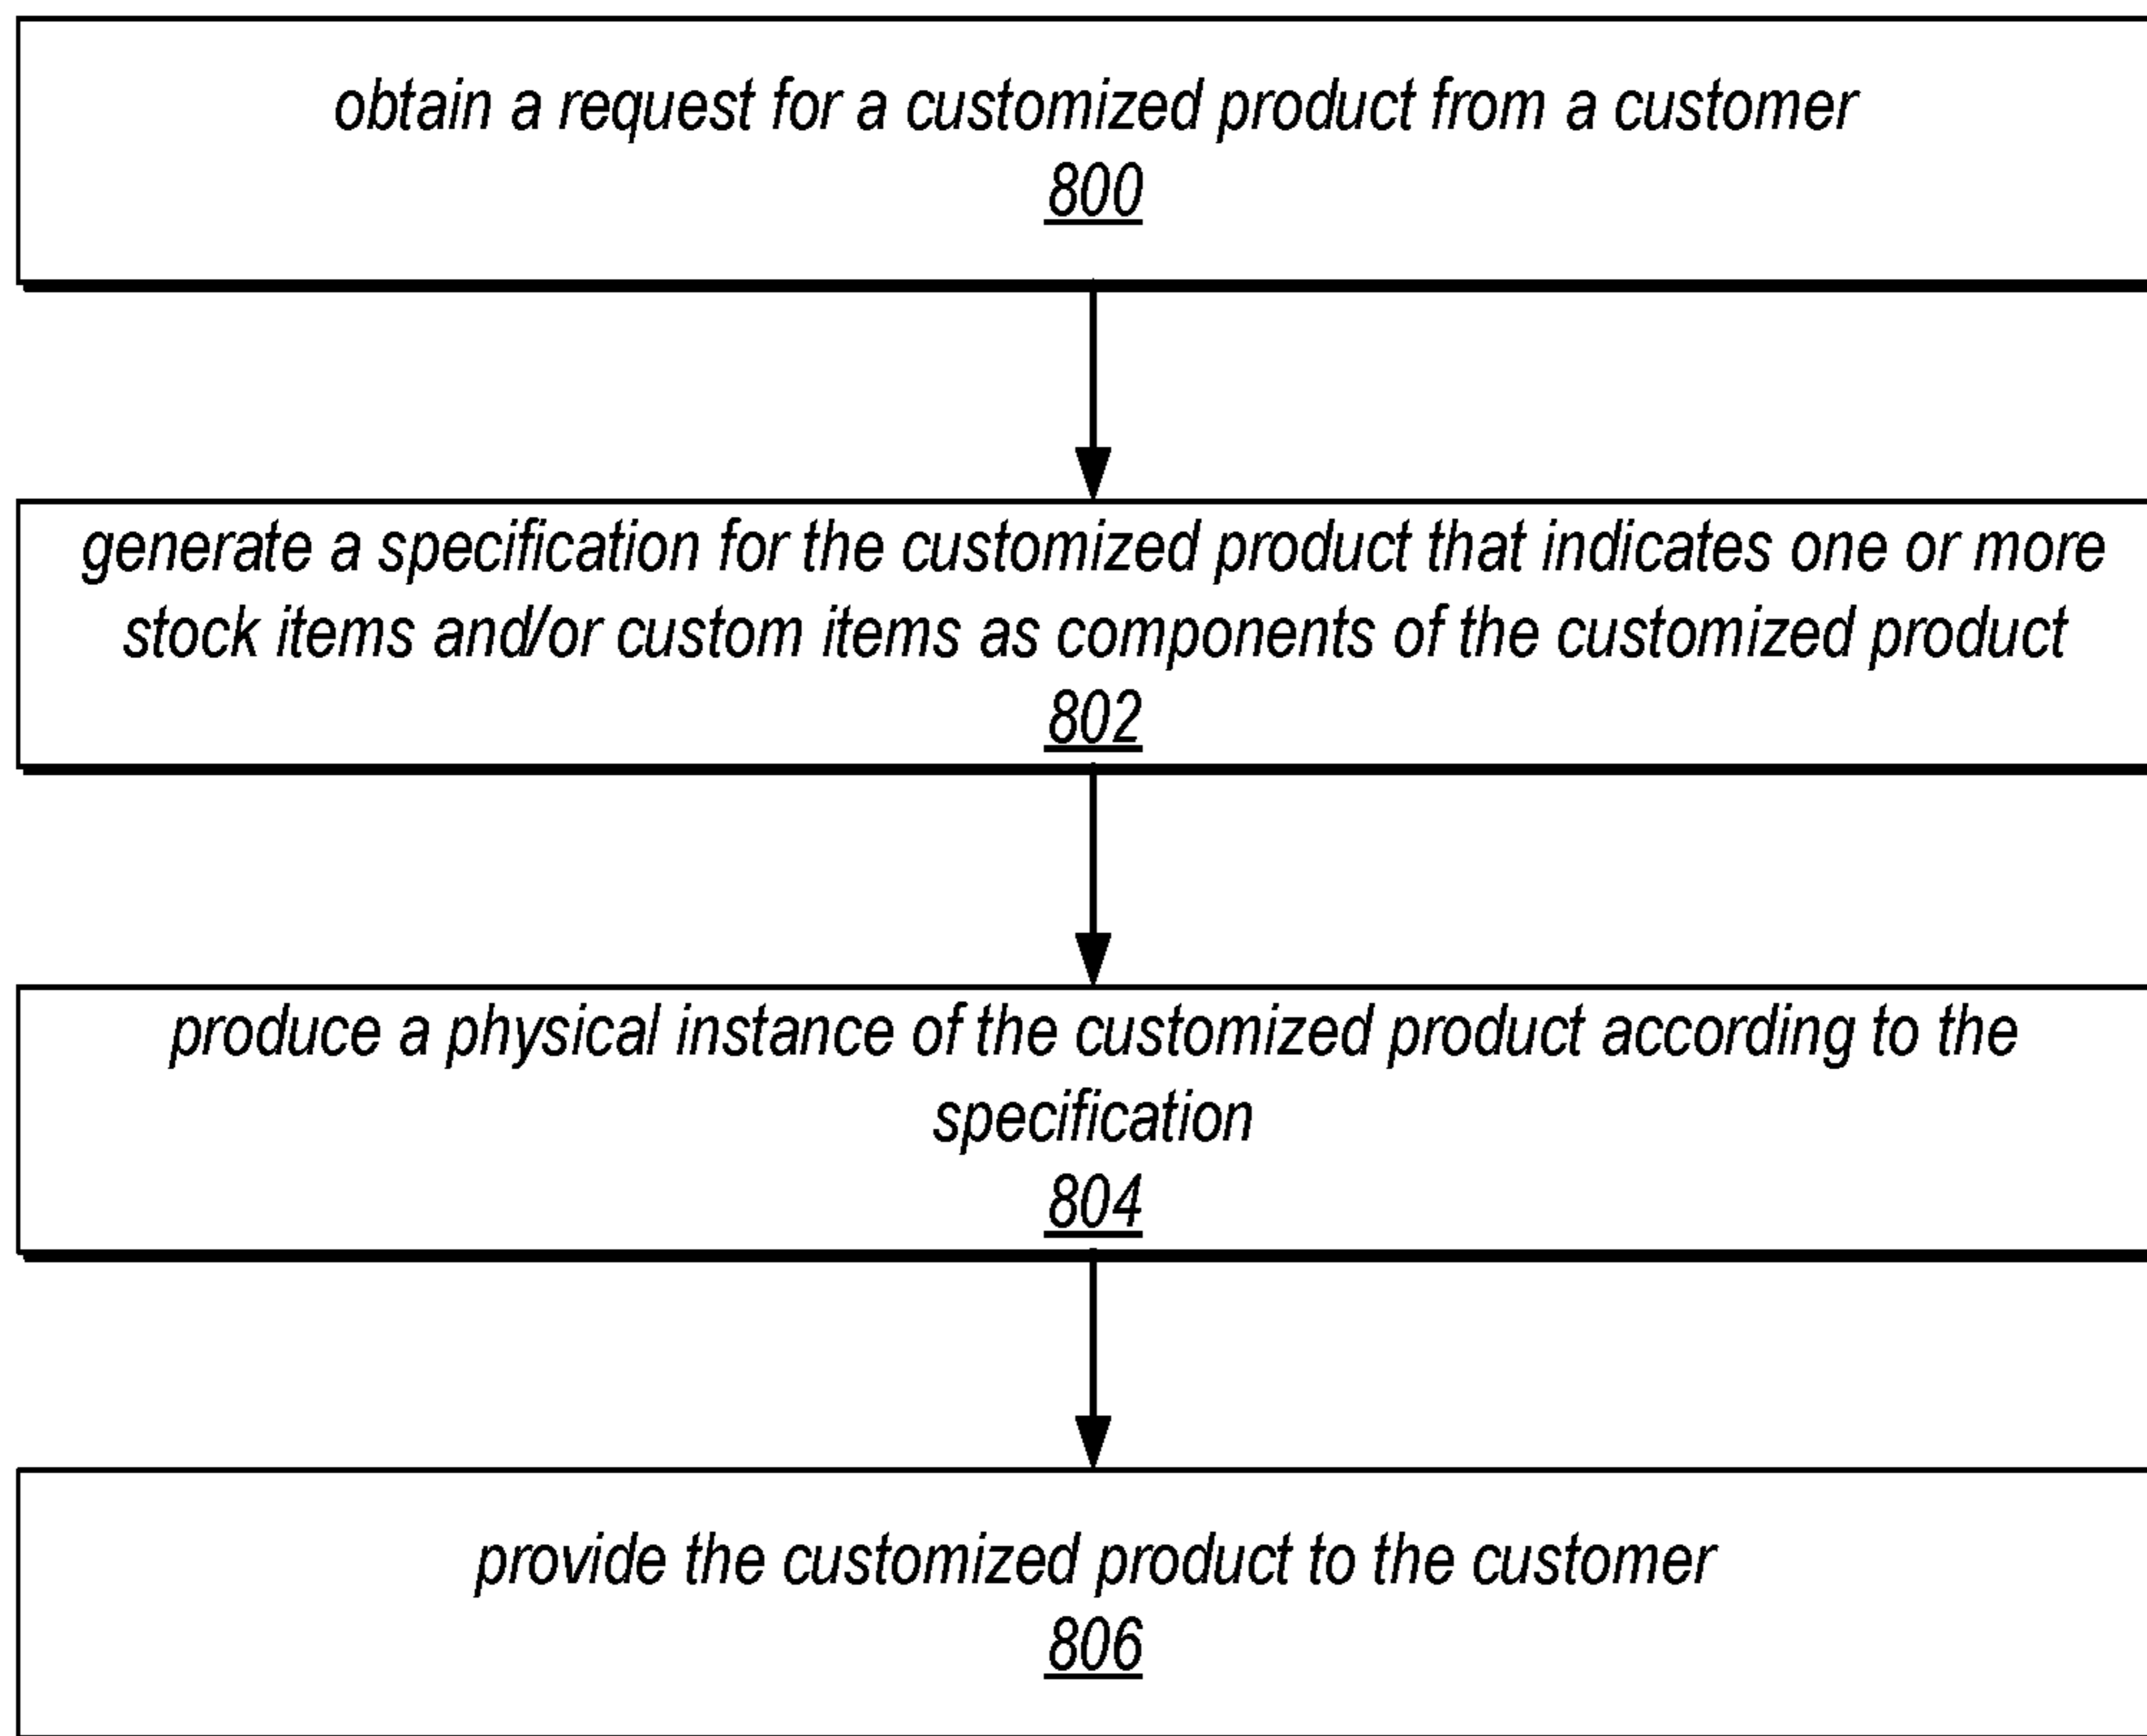 obtain a request for a customized product from a customer
800
generate a specification for the customized product that indicates one or more
stock items and/or custom items as components of the customized product
802
produce a physical instance of the customized product according to the
specification
804
provide the customized product to the customer
806